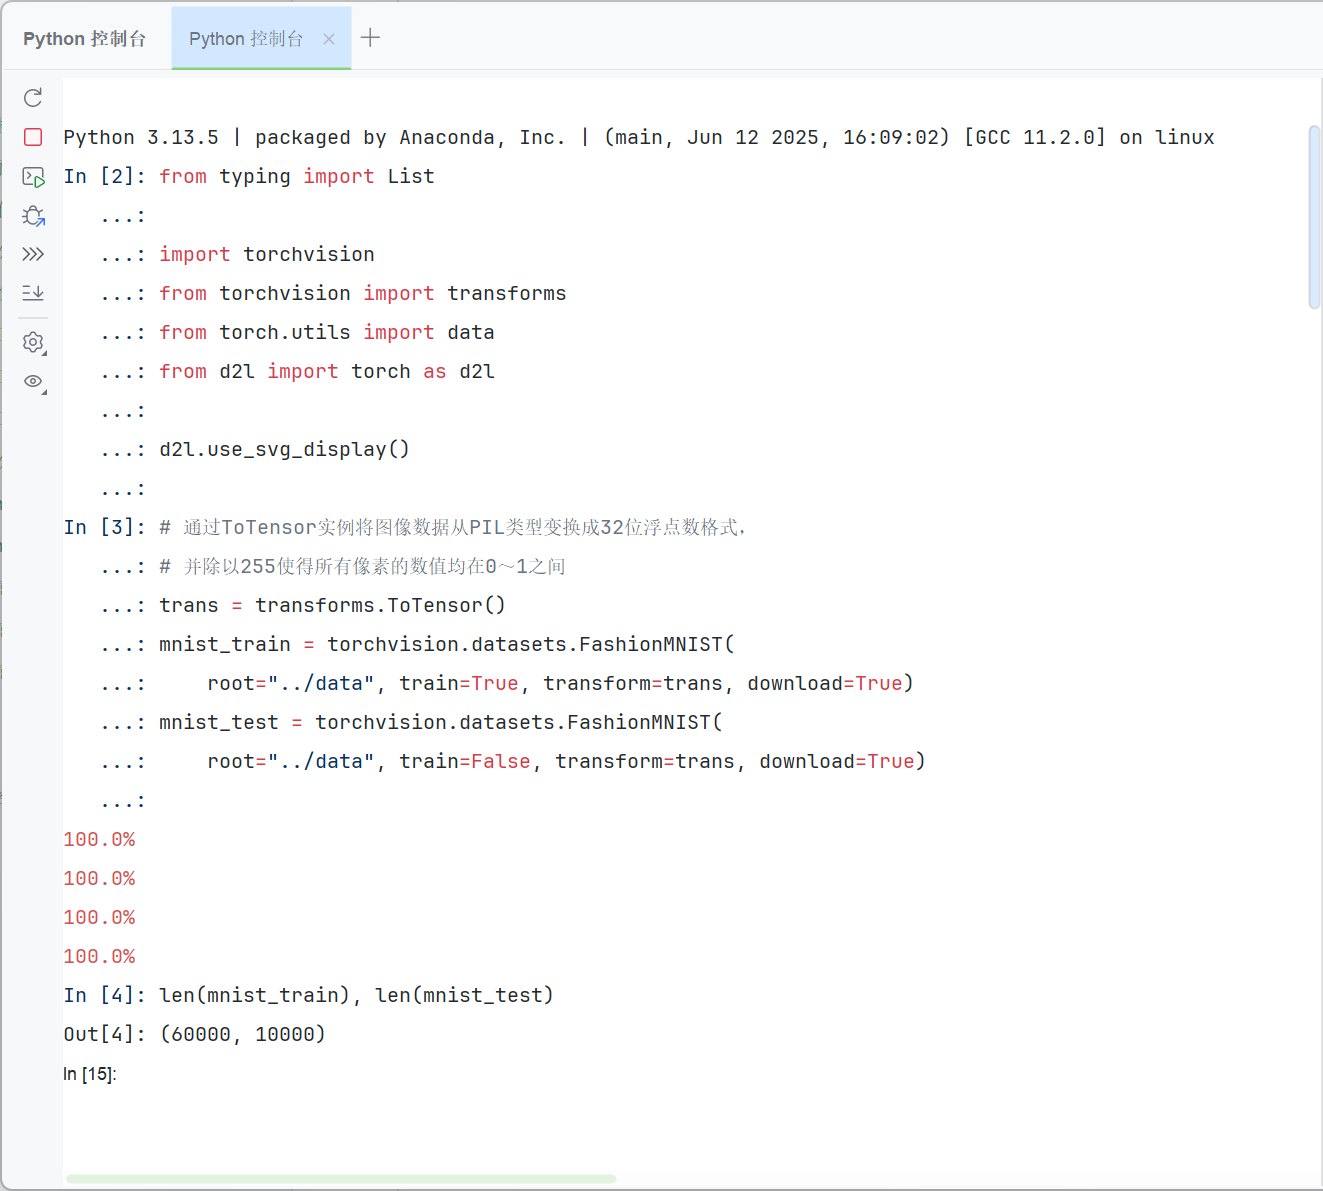 Python 控制台
Python 控制台
Python 3.13.5 | packaged by Anaconda, Inc. | (main, Jun 12 2025, 16:09:02) [GCC 11.2.0] on linux
In [2]: from typing import List
   ...:
   ...: import torchvision
   ...: from torchvision import transforms
   ...: from torch.utils import data
   ...: from d2l import torch as d2l
   ...:
   ...: d2l.use_svg_display()
   ...:
In [3]: # 通过ToTensor实例将图像数据从PIL类型变换成32位浮点数格式，
   ...: # 并除以255使得所有像素的数值均在0～1之间
   ...: trans = transforms.ToTensor()
   ...: mnist_train = torchvision.datasets.FashionMNIST(
   ...:     root="../data", train=True, transform=trans, download=True)
   ...: mnist_test = torchvision.datasets.FashionMNIST(
   ...:     root="../data", train=False, transform=trans, download=True)
   ...:
100.0%
100.0%
100.0%
100.0%
In [4]: len(mnist_train), len(mnist_test)
Out[4]: (60000, 10000)
In [15]: